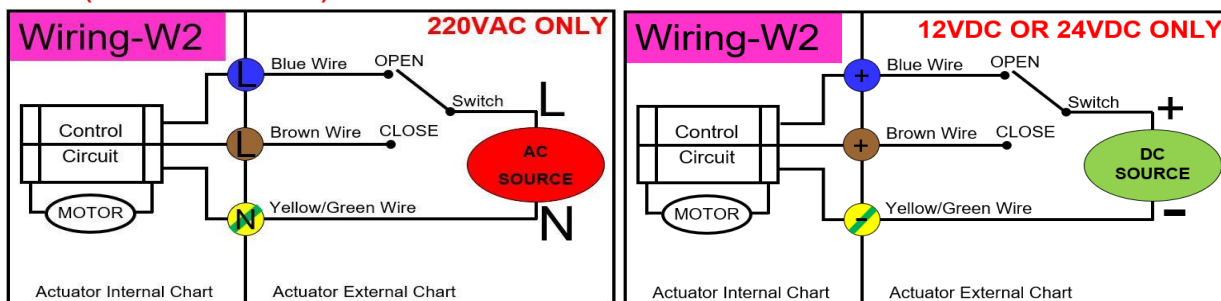 Wiring-W2
220VAC ONLY
L
Blue Wire
OPEN
Switch
L
Control
Circuit
L
Brown Wire
CLOSE
AC
SOURCE
MOTOR
N
Yellow/Green Wire
N
Actuator Internal Chart
Actuator External Chart
Wiring-W2
12VDC OR 24VDC ONLY
+
Blue Wire
OPEN
Switch
+
Control
Circuit
+
Brown Wire
CLOSE
DC
SOURCE
MOTOR
-
Yellow/Green Wire
-
Actuator Internal Chart
Actuator External Chart